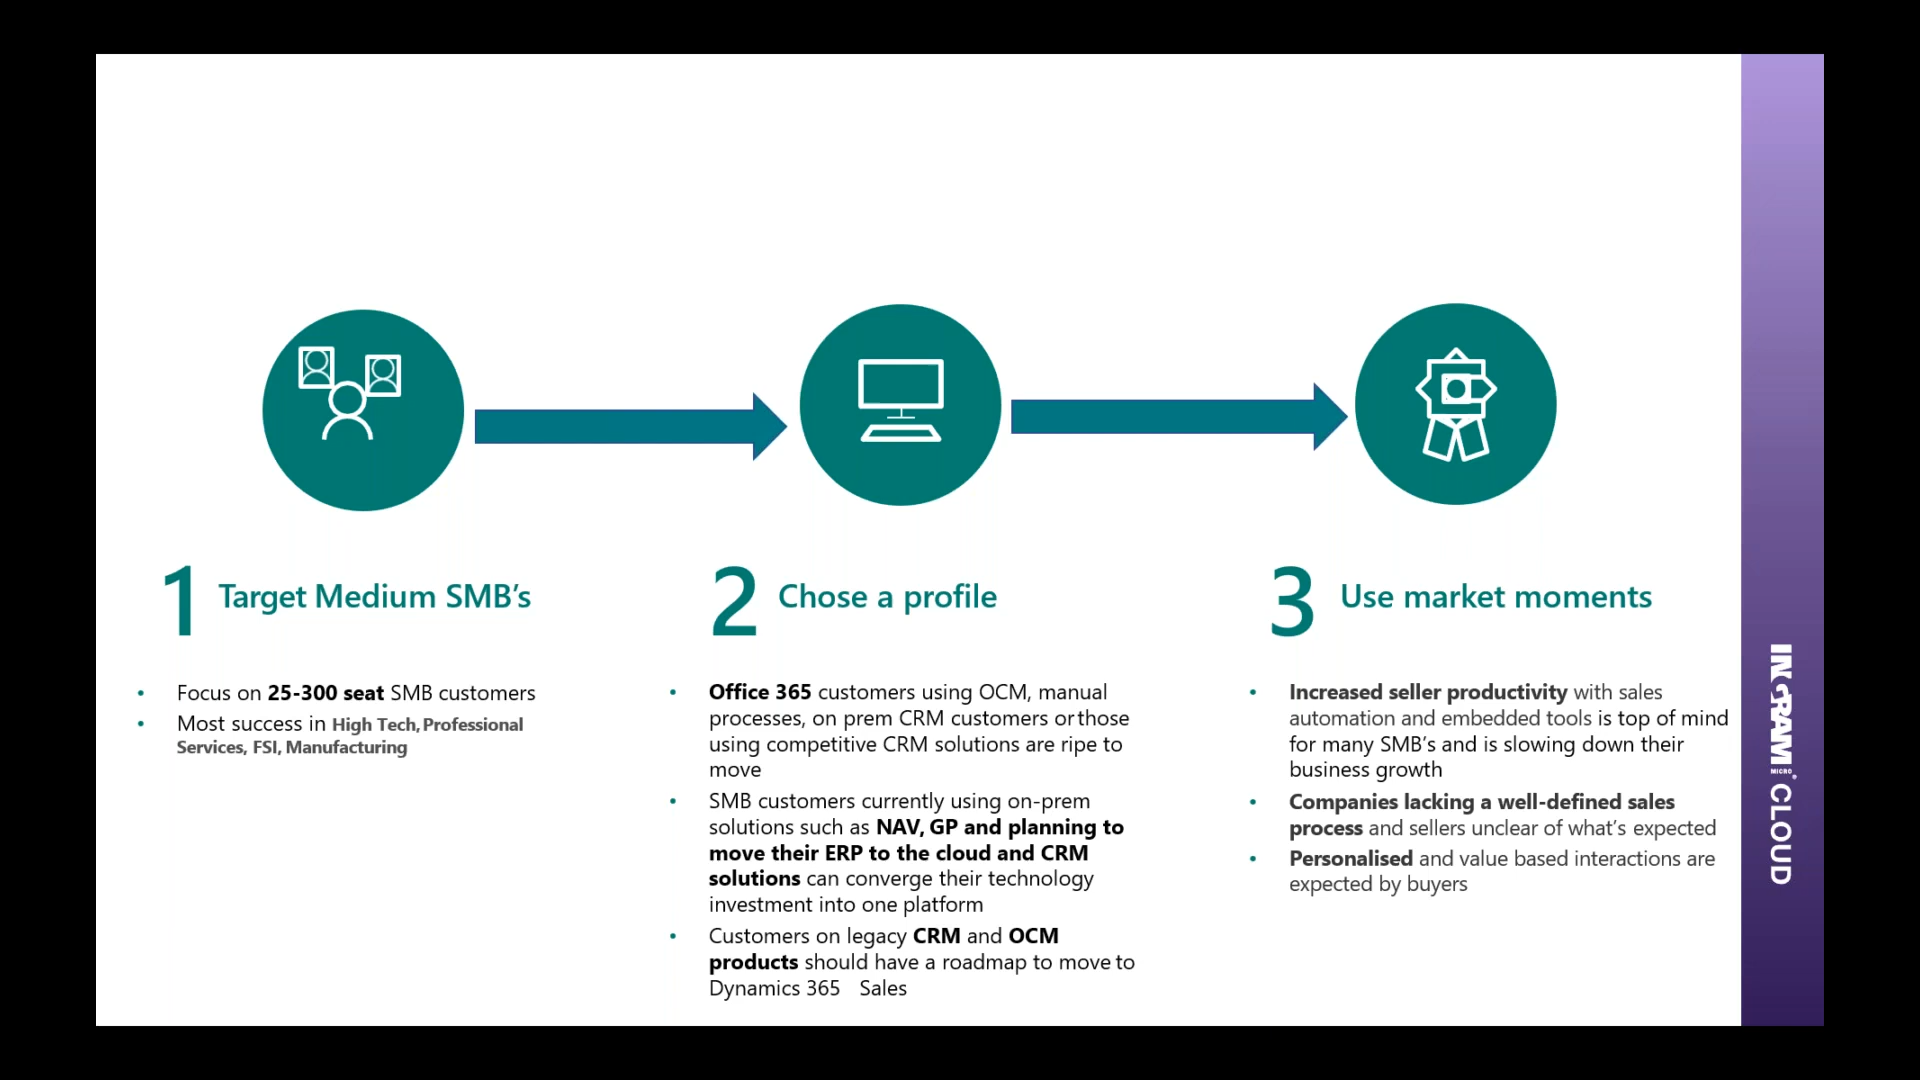 1 Target Medium SMB's
• Focus on 25-300 seat SMB customers
• Most success in High Tech, Professional
Services, FSI, Manufacturing
2 Chose a profile
• Office 365 customers using OCM, manual
processes, on prem CRM customers or those
using competitive CRM solutions are ripe to
move
• SMB customers currently using on-prem
solutions such as NAV, GP and planning to
move their ERP to the cloud and CRM
solutions can converge their technology
investment into one platform
• Customers on legacy CRM and OCM
products should have a roadmap to move to
Dynamics 365 Sales
3 Use market moments
• Increased seller productivity with sales
automation and embedded tools is top of mind
for many SMB's and is slowing down their
business growth
• Companies lacking a well-defined sales
process and sellers unclear of what's expected
• Personalised and value based interactions are
expected by buyers
INGRAM MICRO® CLOUD